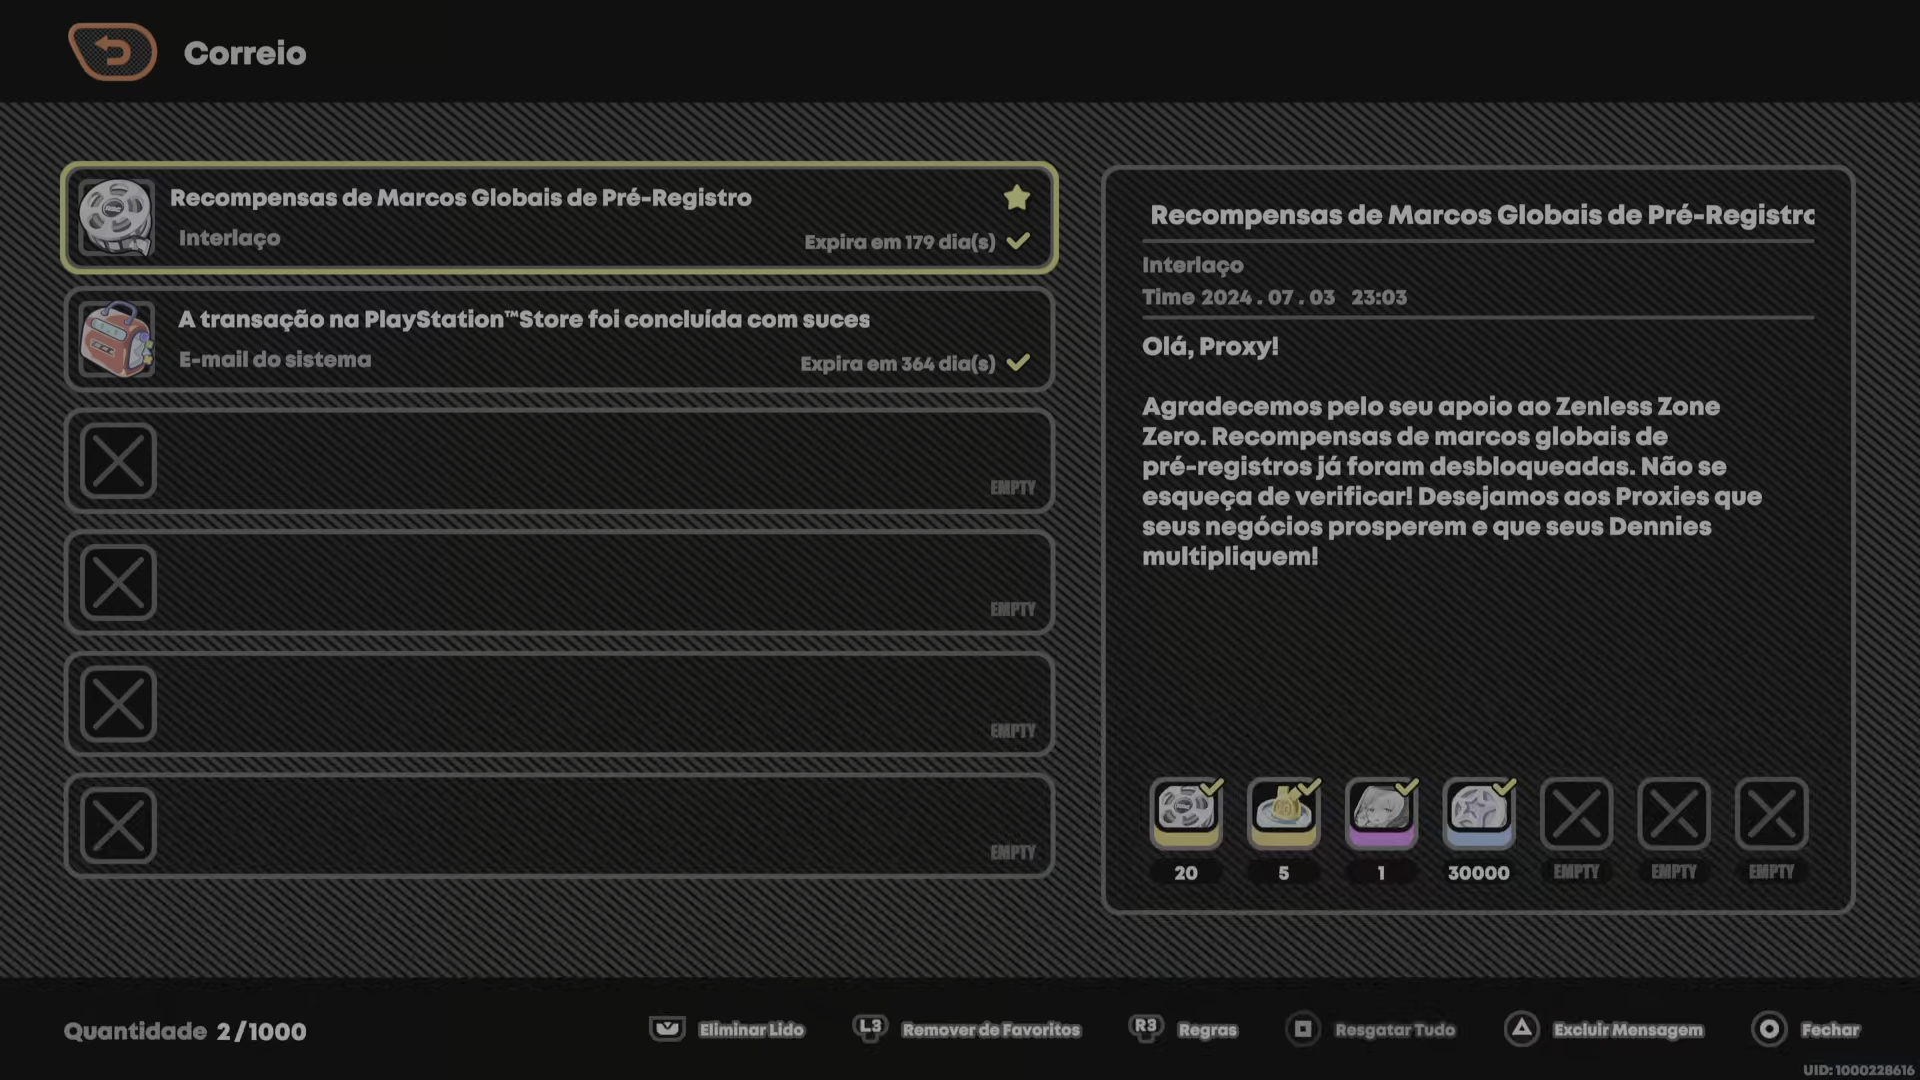 Correio
Recompensas de Marcos Globais de Pré-Registro
Interlaço
Expira em 179 dia(s)
A transação na PlayStation™Store foi concluída com suces
E-mail do sistema
Expira em 364 dia(s)
EMPTY
EMPTY
EMPTY
EMPTY
Recompensas de Marcos Globais de Pré-Registro
Interlaço
Time 2024 . 07 . 03 23:03
Olá, Proxy!
Agradecemos pelo seu apoio ao Zenless Zone
Zero. Recompensas de marcos globais de
pré-registros já foram desbloqueadas. Não se
esqueça de verificar! Desejamos aos Proxies que
seus negócios prosperem e que seus Dennies
multipliquem!
20
5
1
30000
EMPTY
EMPTY
EMPTY
Quantidade 2/1000
Eliminar Lido
L3 Remover de Favoritos
R3 Regras
Resgatar Tudo
Excluir Mensagem
Fechar
UID: 1000228616